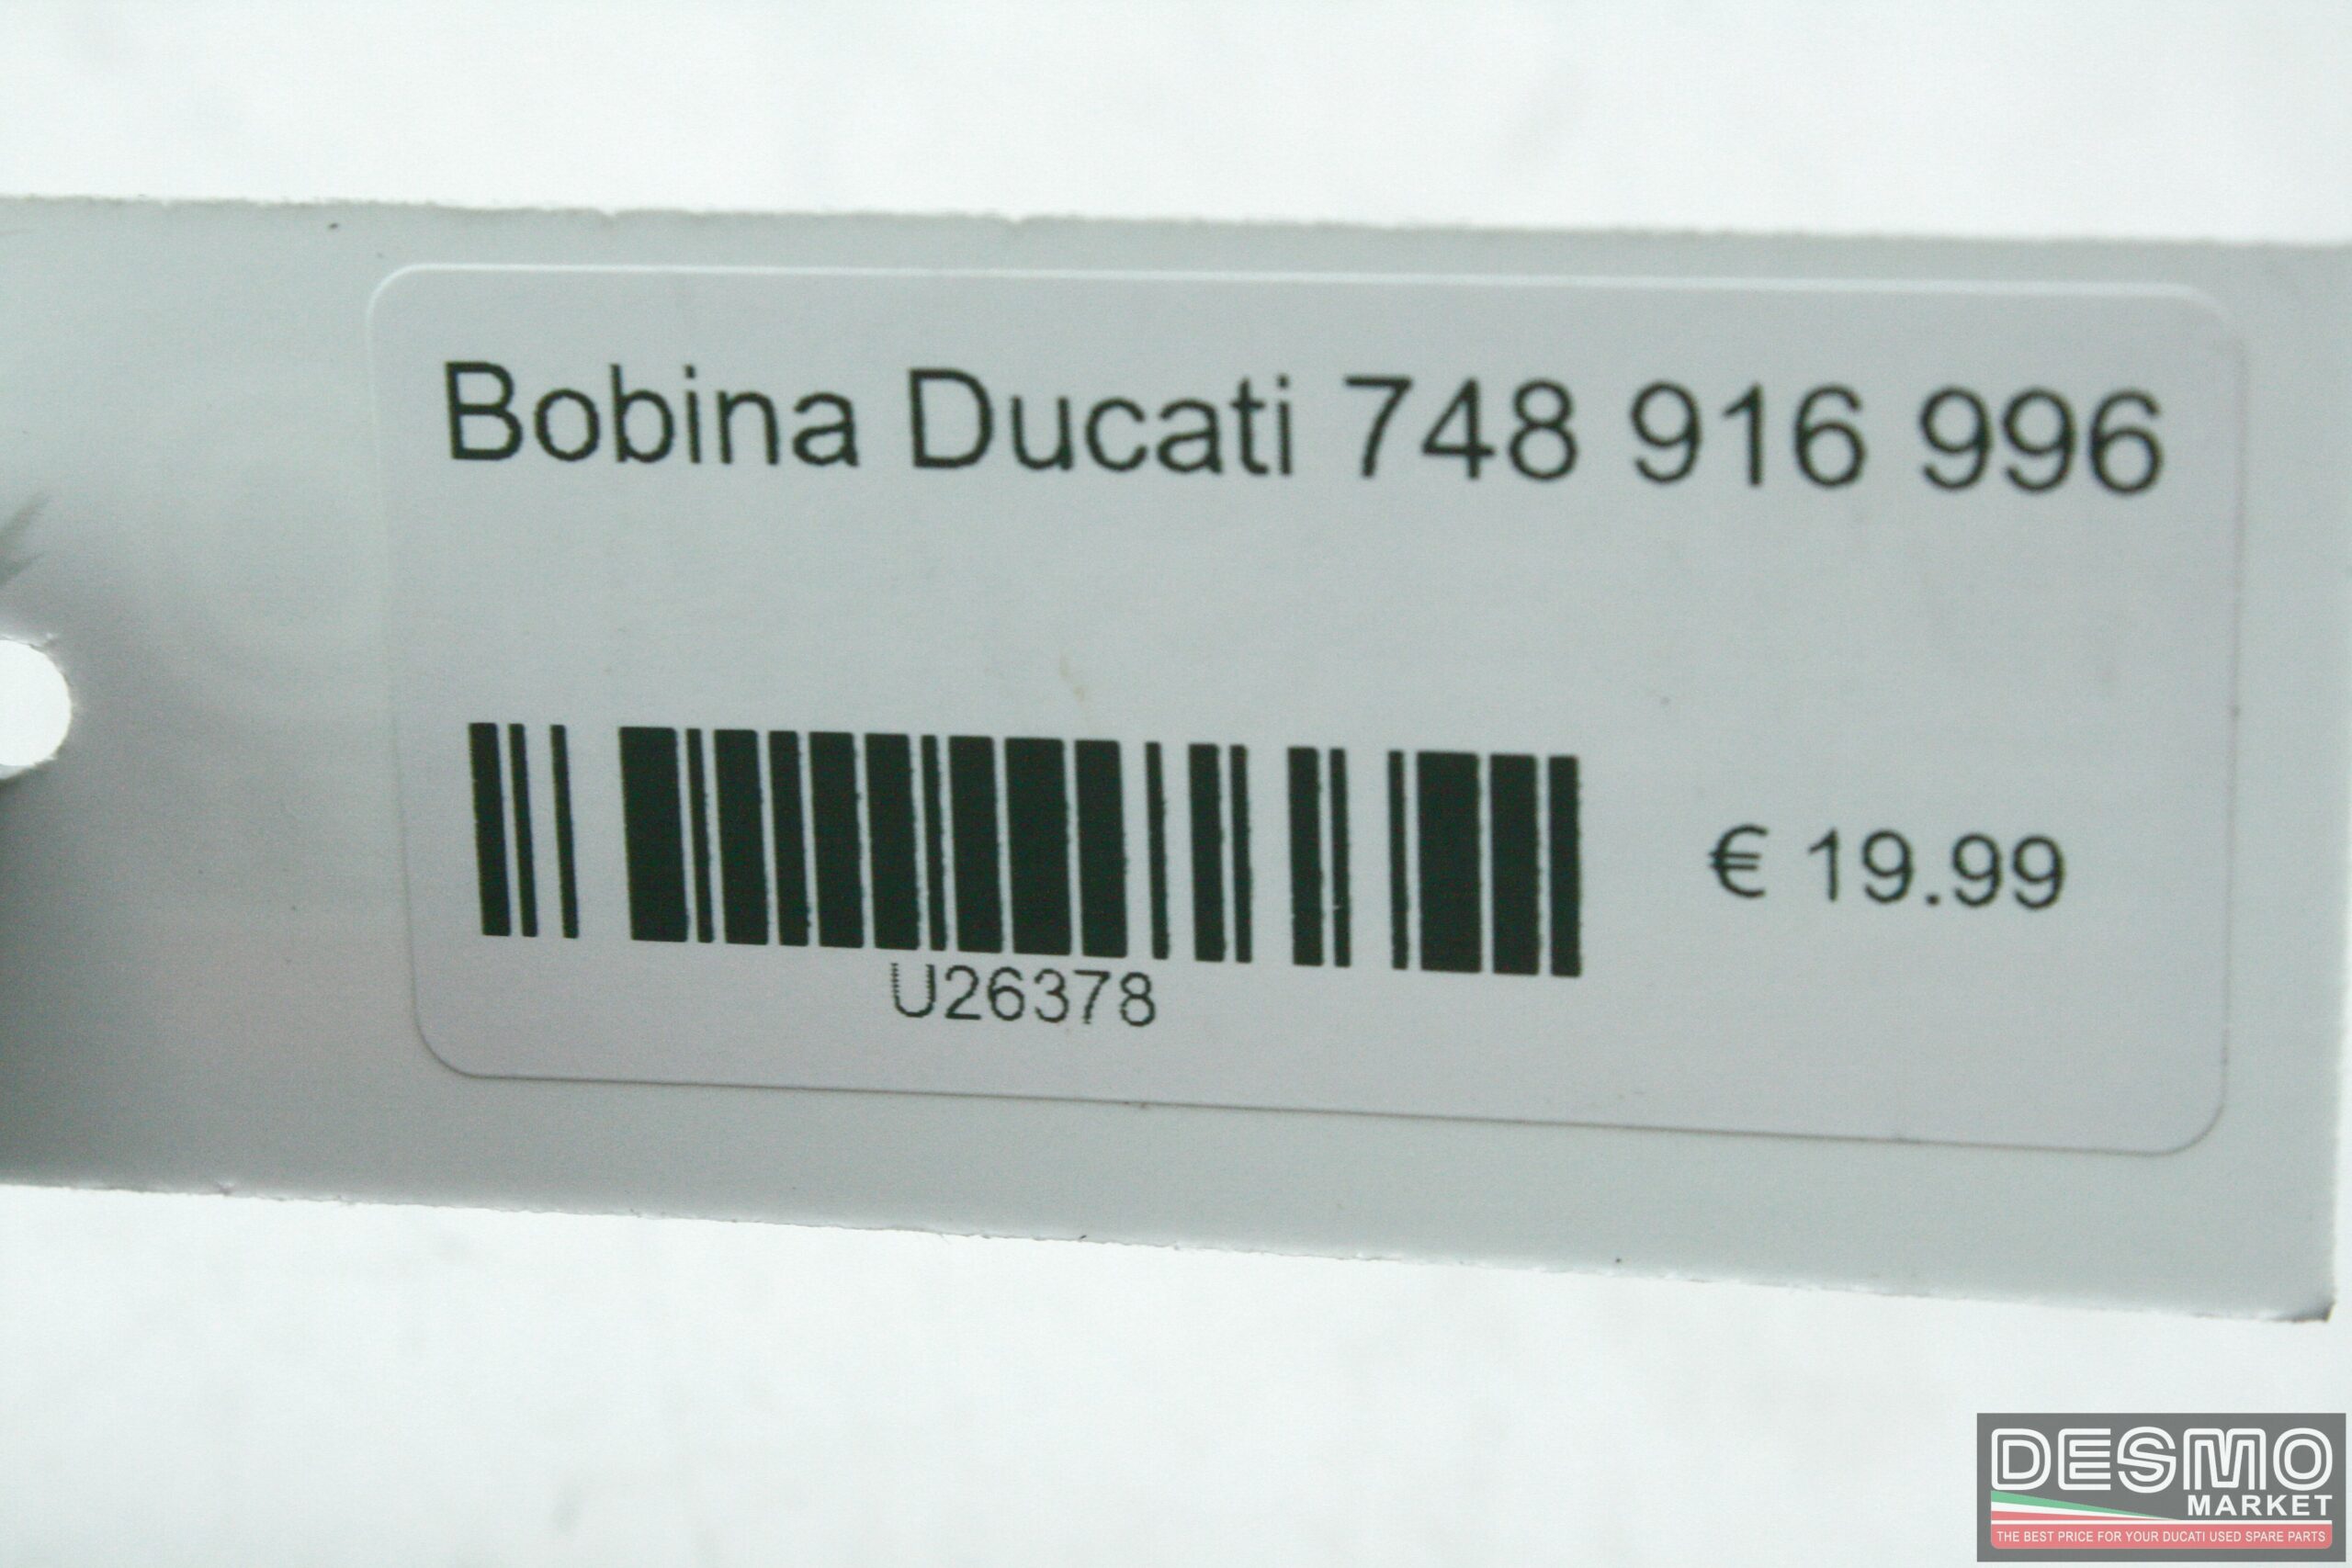 Bobina Ducati 748 916 996
€ 19.99
U26378
DESMO
MARKET
THE BEST PRICE FOR YOUR DUCATI USED SPARE PARTS